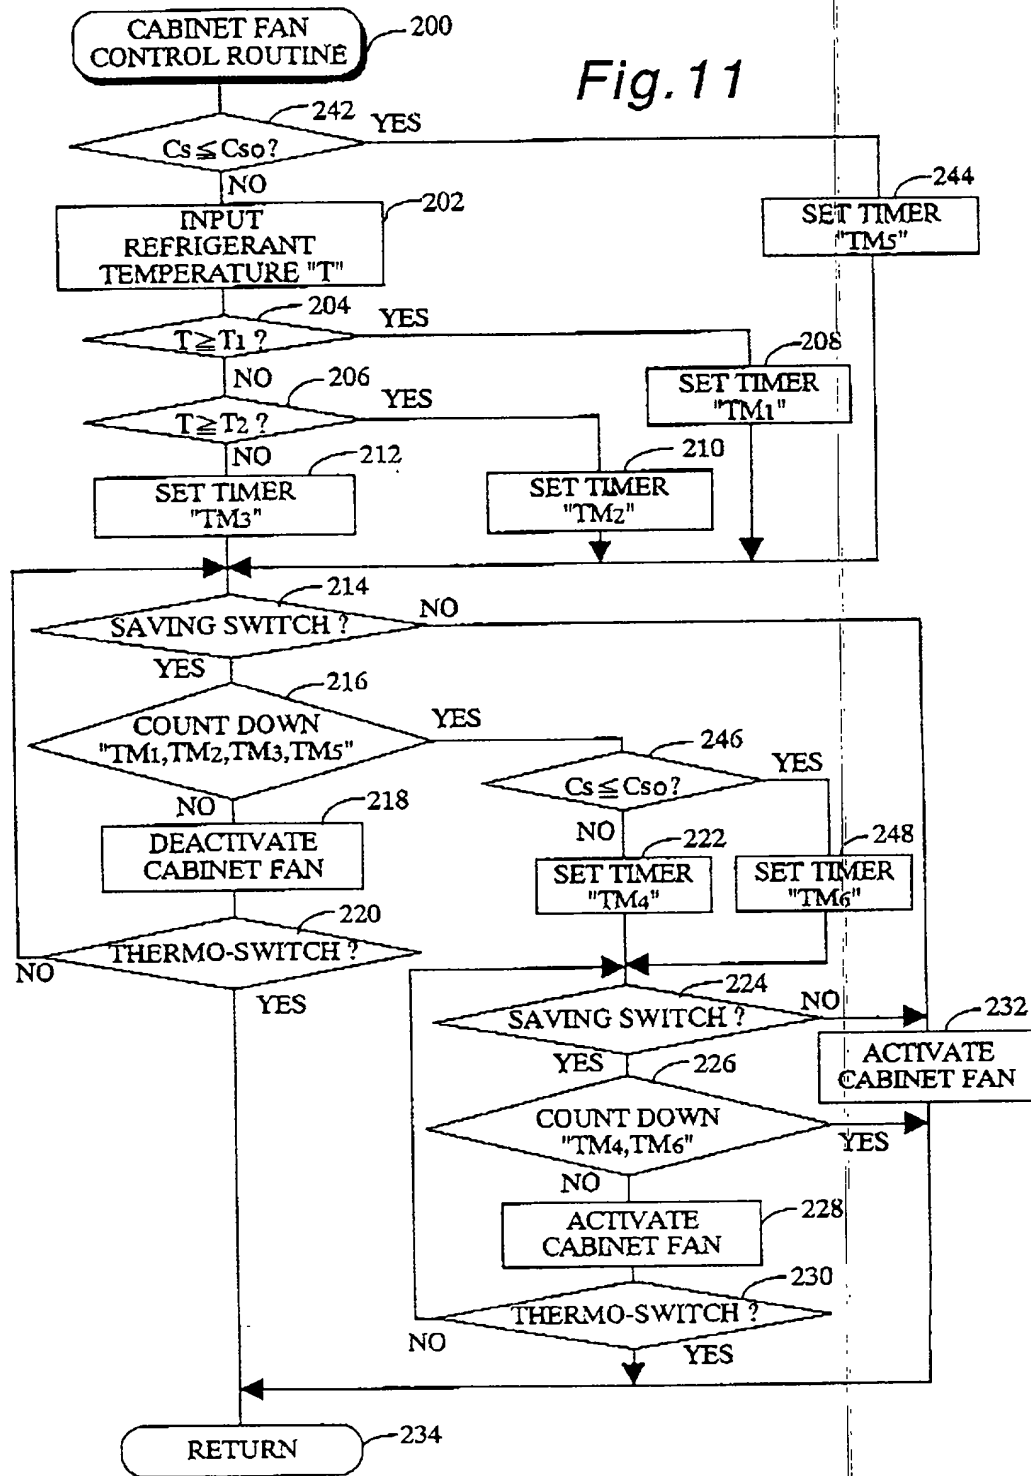 CABINET FAN
CONTROL ROUTINE
200
Fig. 11
242
Cs≦Cso?
YES
NO
244
SET TIMER
"TM5"
202
INPUT
REFRIGERANT
TEMPERATURE "T"
204
T≧T1 ?
YES
NO
208
SET TIMER
"TM1"
206
T≧T2 ?
YES
NO
212
SET TIMER
"TM3"
210
SET TIMER
"TM2"
214
SAVING SWITCH ?
NO
YES
216
COUNT DOWN
"TM1,TM2,TM3,TM5"
YES
NO
246
Cs≦Cso?
YES
NO
218
DEACTIVATE
CABINET FAN
222
SET TIMER
"TM4"
248
SET TIMER
"TM6"
220
THERMO-SWITCH ?
NO
YES
224
SAVING SWITCH ?
NO
YES
232
ACTIVATE
CABINET FAN
226
COUNT DOWN
"TM4,TM6"
YES
NO
228
ACTIVATE
CABINET FAN
230
THERMO-SWITCH ?
NO
YES
RETURN
234